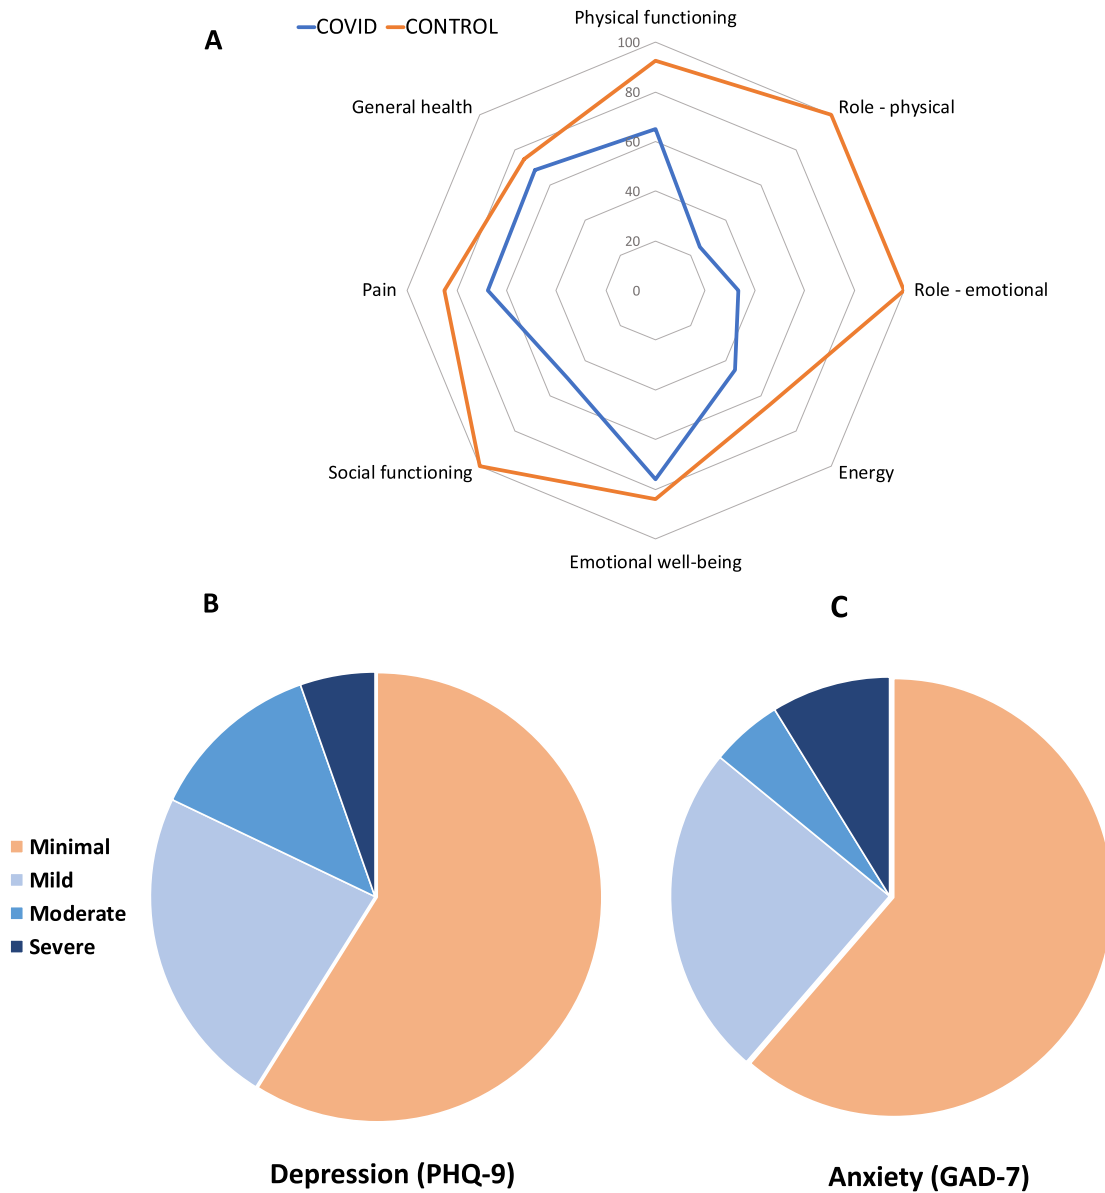 A
COVID CONTROL
Physical functioning
100
General health
Role - physical
80
60
40
20
Pain
0
Role - emotional
Social functioning
Energy
Emotional well-being
B
C
Minimal
Mild
Moderate
Severe
Depression (PHQ-9)
Anxiety (GAD-7)